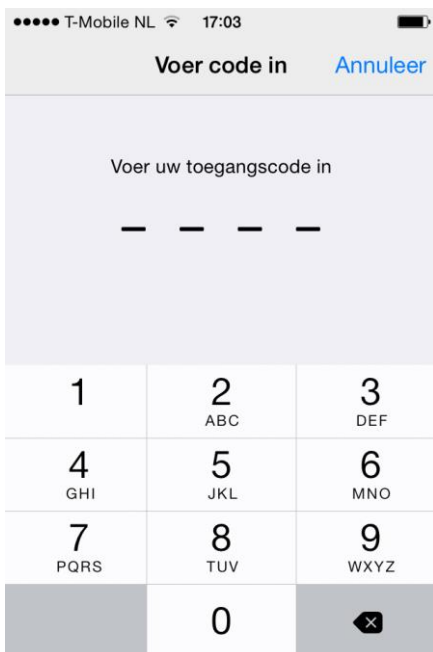 T-Mobile NL 17:03
Voer code in Annuleer
Voer uw toegangscode in
1 2 3
ABC DEF
4 5 6
GHI JKL MNO
7 8 9
PQRS TUV WXYZ
0